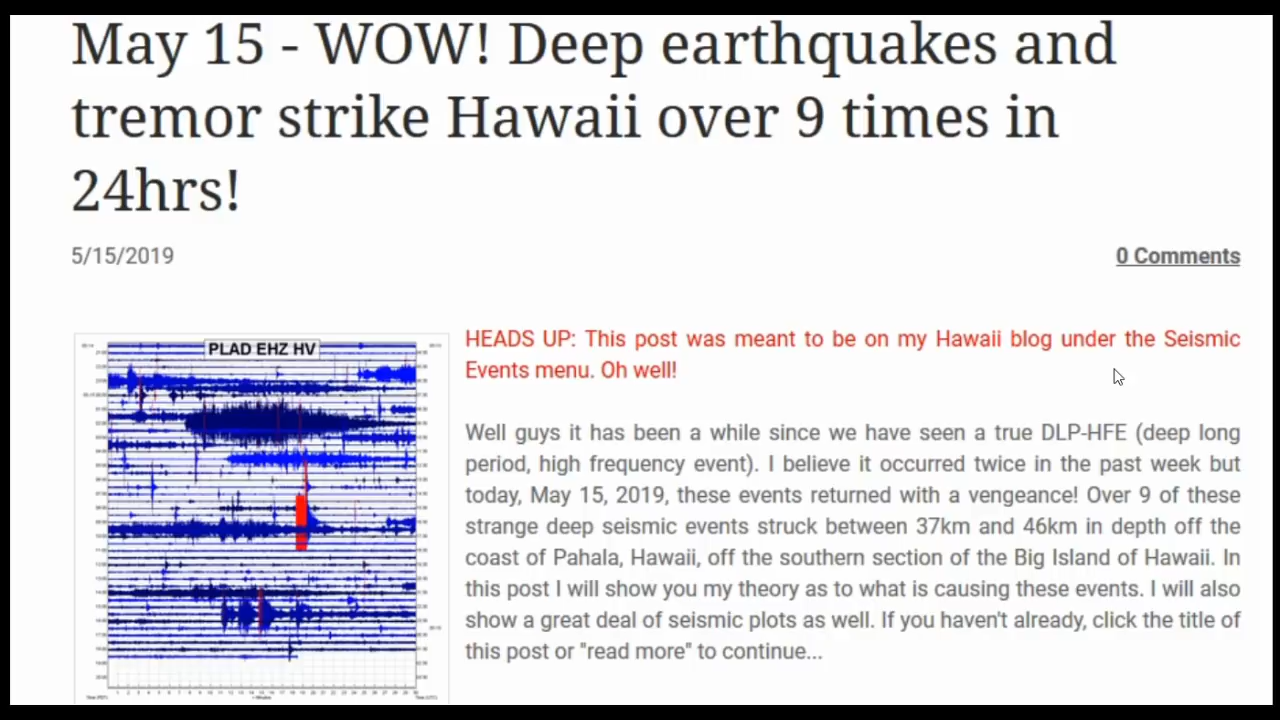 May 15 - WOW! Deep earthquakes and
tremor strike Hawaii over 9 times in
24hrs!
5/15/2019
0 Comments
PLAD EHZ HV
HEADS UP: This post was meant to be on my Hawaii blog under the Seismic
Events menu. Oh well!
Well guys it has been a while since we have seen a true DLP-HFE (deep long
period, high frequency event). I believe it occurred twice in the past week but
today, May 15, 2019, these events returned with a vengeance! Over 9 of these
strange deep seismic events struck between 37km and 46km in depth off the
coast of Pahala, Hawaii, off the southern section of the Big Island of Hawaii. In
this post I will show you my theory as to what is causing these events. I will also
show a great deal of seismic plots as well. If you haven't already, click the title of
this post or "read more" to continue...